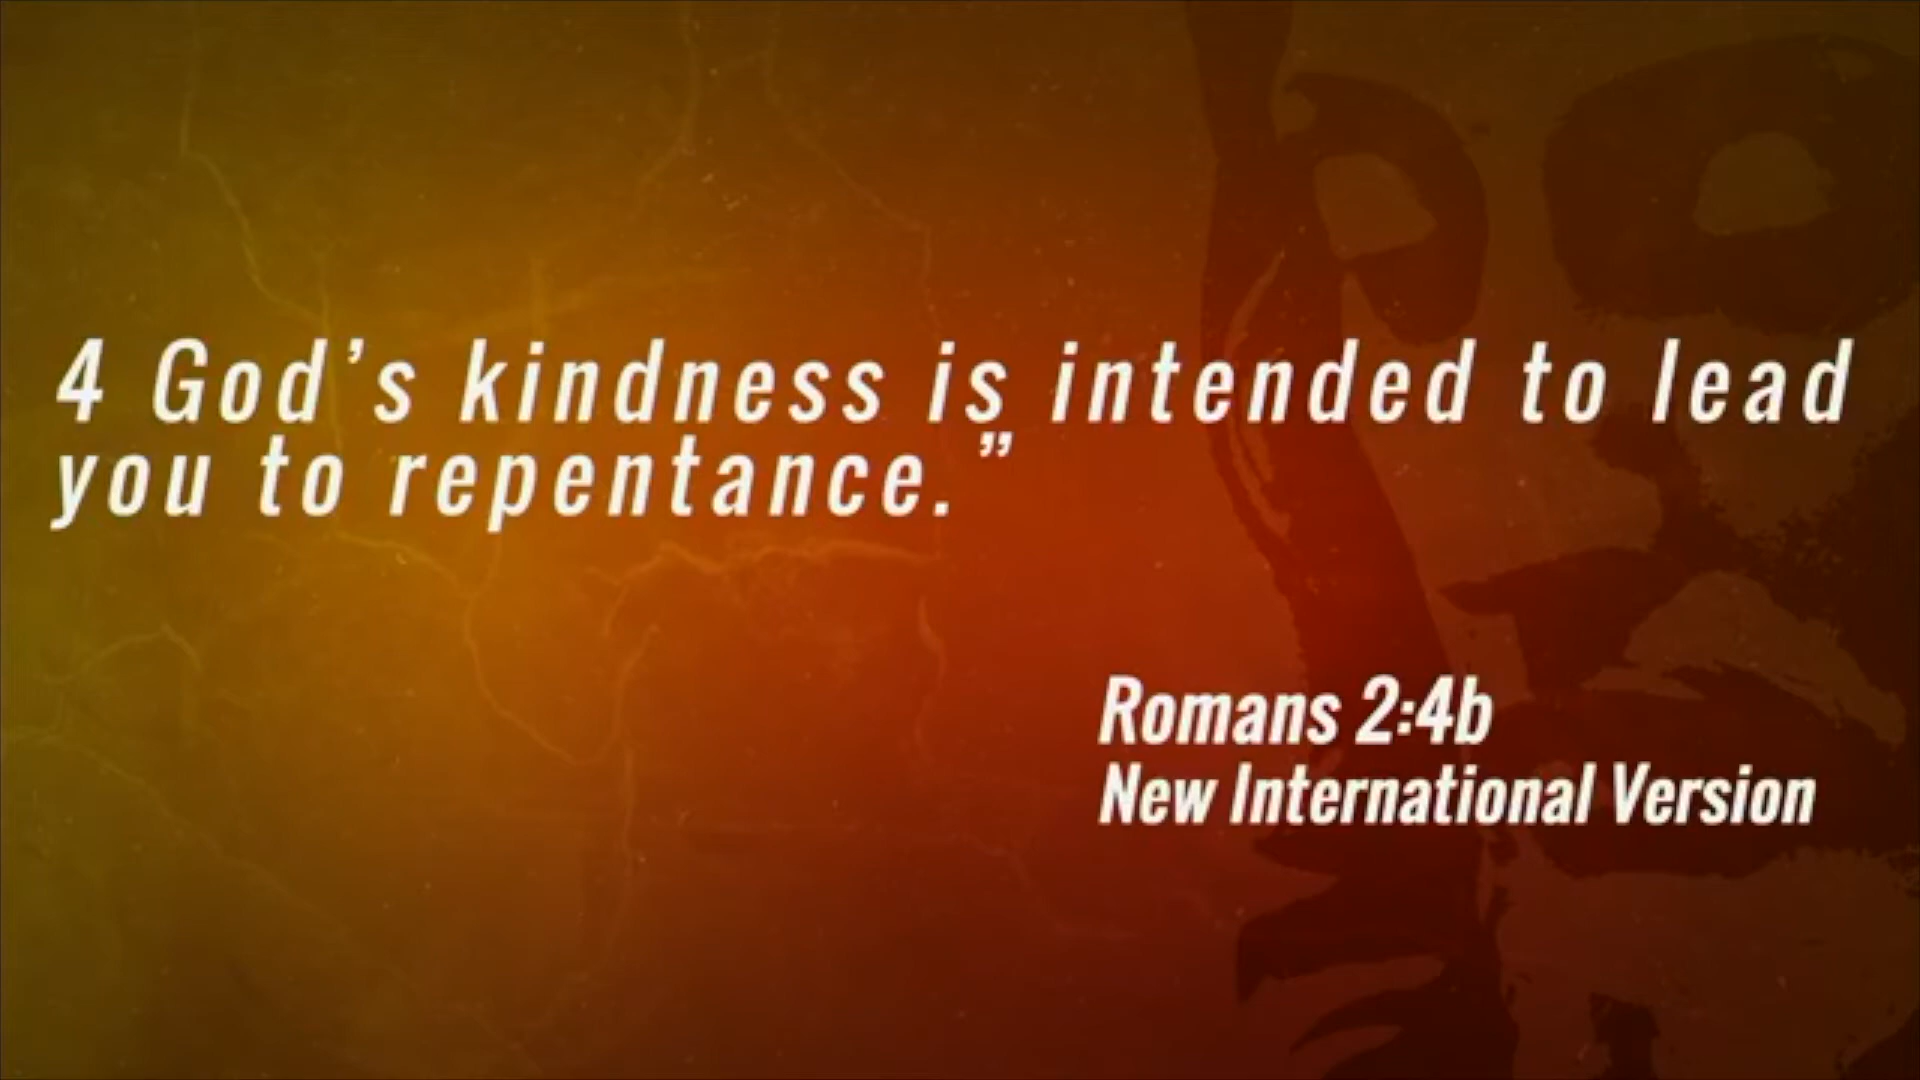 4 God’s kindness is intended to lead
you to repentance.”
Romans 2:4b
New International Version